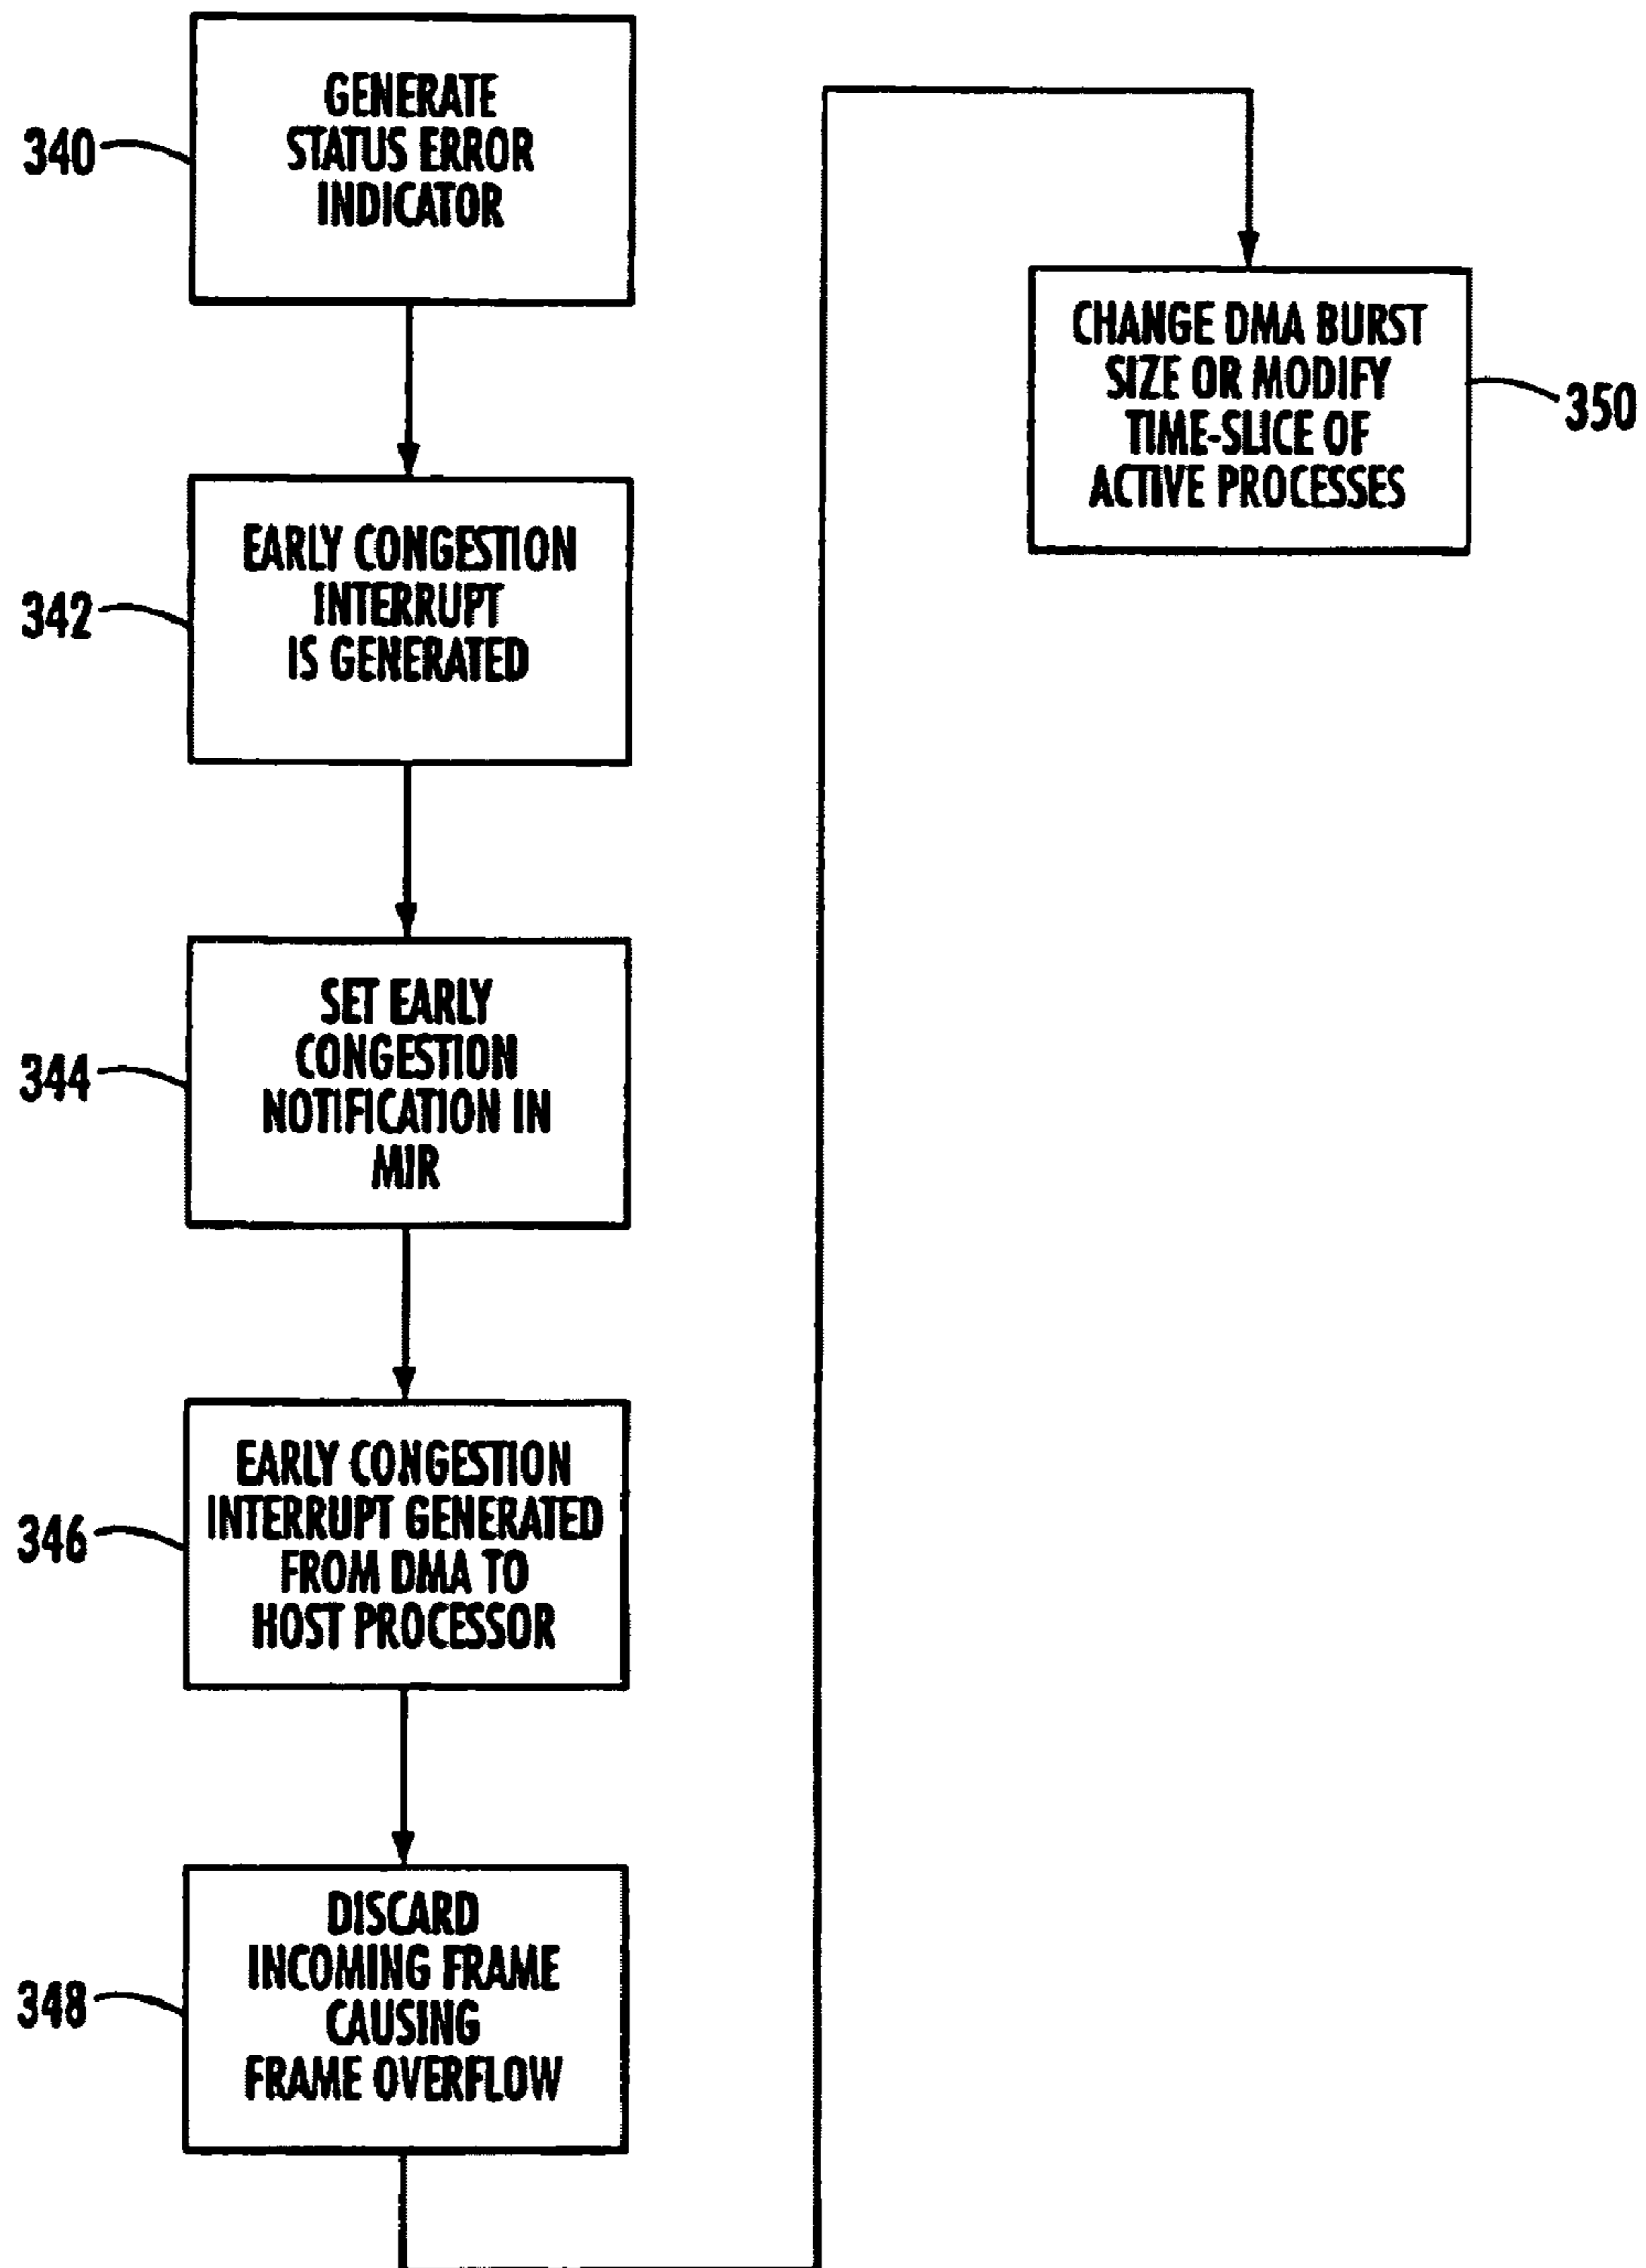 340
GENERATE
STATUS ERROR
INDICATOR
342
EARLY CONGESTION
INTERRUPT
IS GENERATED
344
SET EARLY
CONGESTION
NOTIFICATION IN
MIR
346
EARLY CONGESTION
INTERRUPT GENERATED
FROM DMA TO
HOST PROCESSOR
348
DISCARD
INCOMING FRAME
CAUSING
FRAME OVERFLOW
CHANGE DMA BURST
SIZE OR MODIFY
TIME-SLICE OF
ACTIVE PROCESSES
350